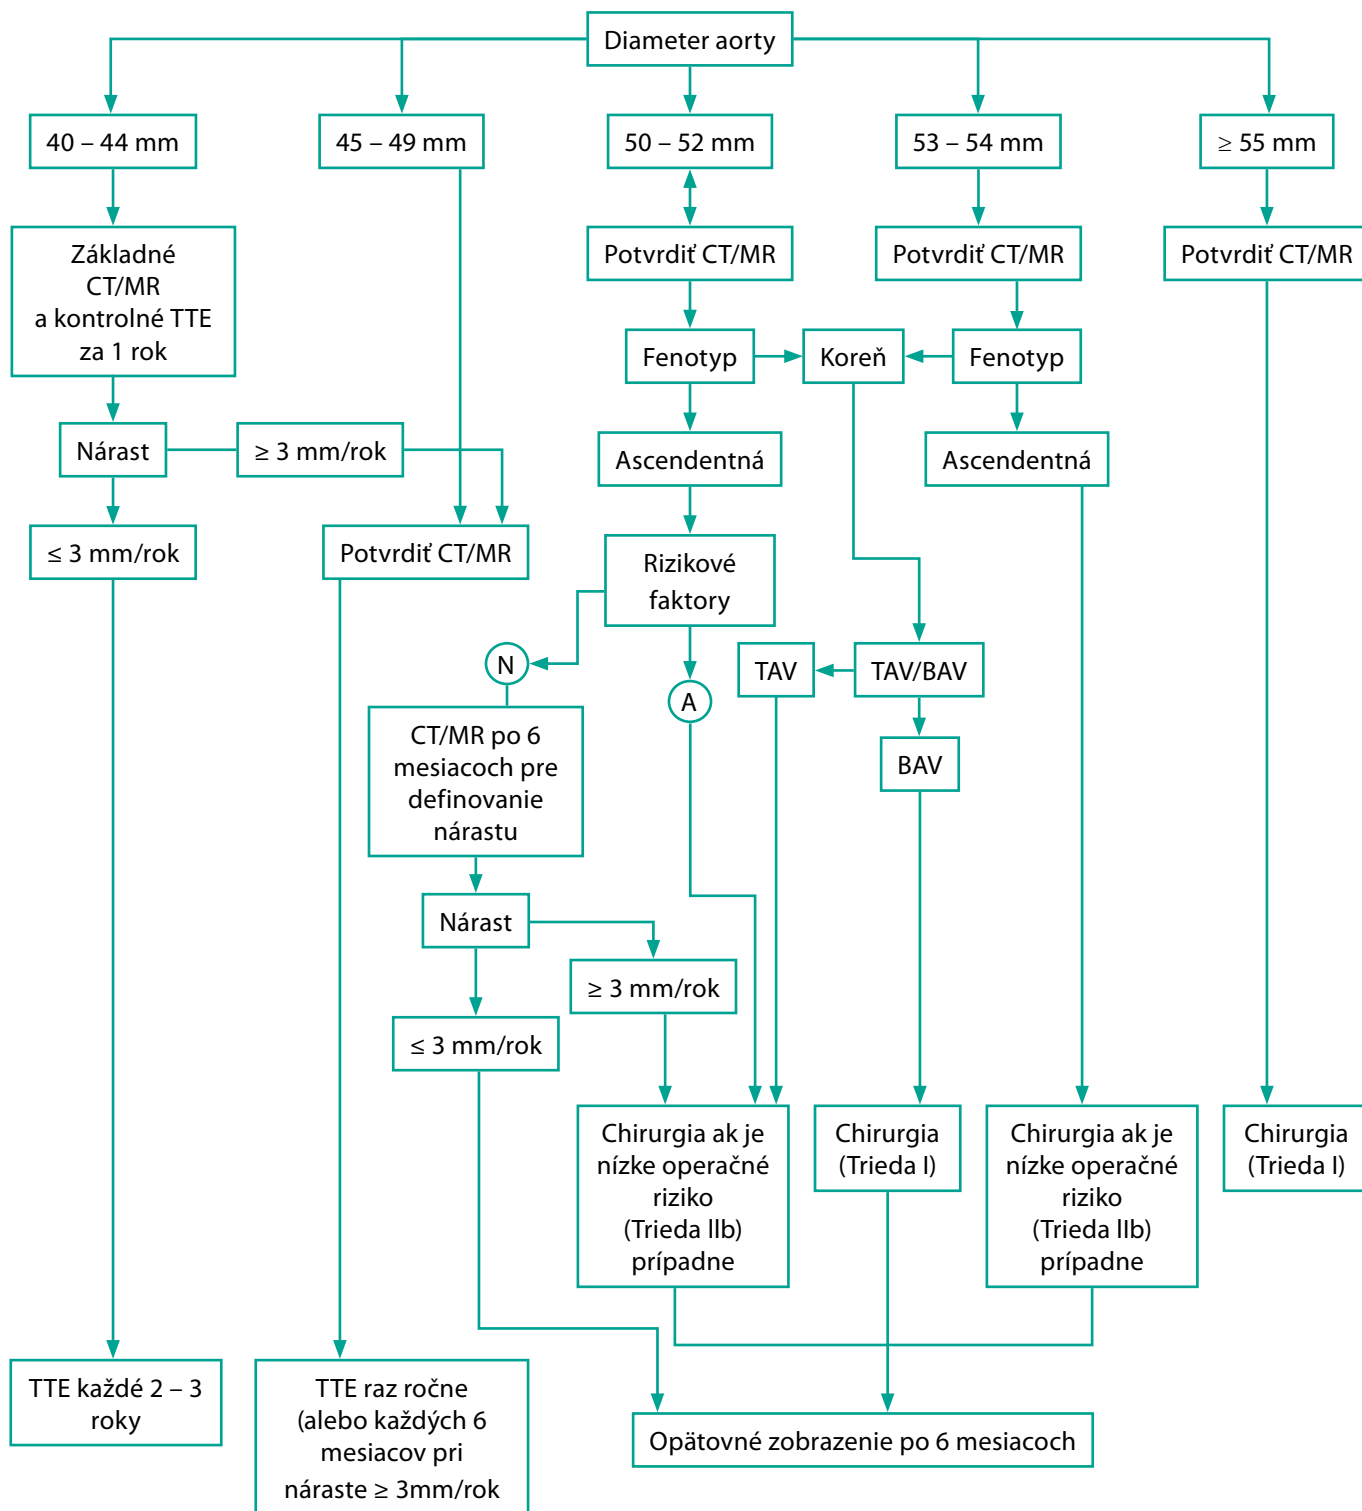 Diameter aorty
40 – 44 mm
45 – 49 mm
50 – 52 mm
53 – 54 mm
≥ 55 mm
Základné
CT/MR
a kontrolné TTE
za 1 rok
Potvrdiť CT/MR
Potvrdiť CT/MR
Potvrdiť CT/MR
Fenotyp
Koreň
Fenotyp
Nárast
≥ 3 mm/rok
Ascendentná
Ascendentná
≤ 3 mm/rok
Potvrdiť CT/MR
Rizikové
faktory
N
A
TAV
TAV/BAV
BAV
CT/MR po 6
mesiacoch pre
definovanie
nárastu
Nárast
≥ 3 mm/rok
≤ 3 mm/rok
Chirurgia ak je
nízke operačné
riziko
(Trieda llb)
prípadne
Chirurgia
(Trieda I)
Chirurgia ak je
nízke operačné
riziko
(Trieda IIb)
prípadne
Chirurgia
(Trieda I)
TTE každé 2 – 3
roky
TTE raz ročne
(alebo každých 6
mesiacov pri
náraste ≥ 3mm/rok
Opätovné zobrazenie po 6 mesiacoch